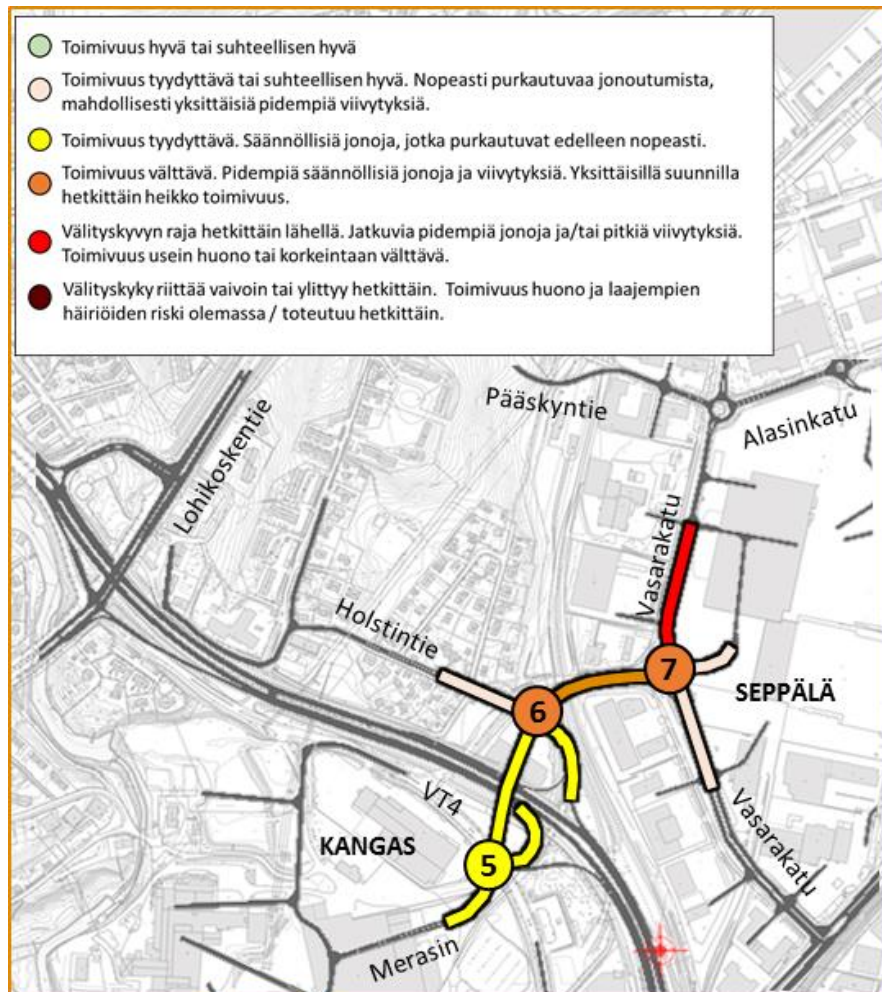 Toimivuus hyvä tai suhteellisen hyvä
Toimivuus tyydyttävä tai suhteellisen hyvä. Nopeasti purkautuvaa jonoutumista,
mahdollisesti yksittäisiä pidempiä viivytyksiä.
Toimivuus tyydyttävä. Säännöllisiä jonoja, jotka purkautuvat edelleen nopeasti.
Toimivuus välttävä. Pidempiä säännöllisiä jonoja ja viivytyksiä. Yksittäisillä suunnilla
hetkittäin heikko toimivuus.
Välityskyvyn raja hetkittäin lähellä. Jatkuvia pidempiä jonoja ja/tai pitkiä viivytyksiä.
Toimivuus usein huono tai korkeintaan välttävä.
Välityskyky riittää vaivoin tai ylittyy hetkittäin. Toimivuus huono ja laajempien
häiriöiden riski olemassa / toteutuu hetkittäin.
Pääskyntie
Alasinkatu
Lohikoskentie
Vasarakatu
Holstintie
7
SEPPÄLÄ
6
VT4
KANGAS
Vasarakatu
5
Merasin